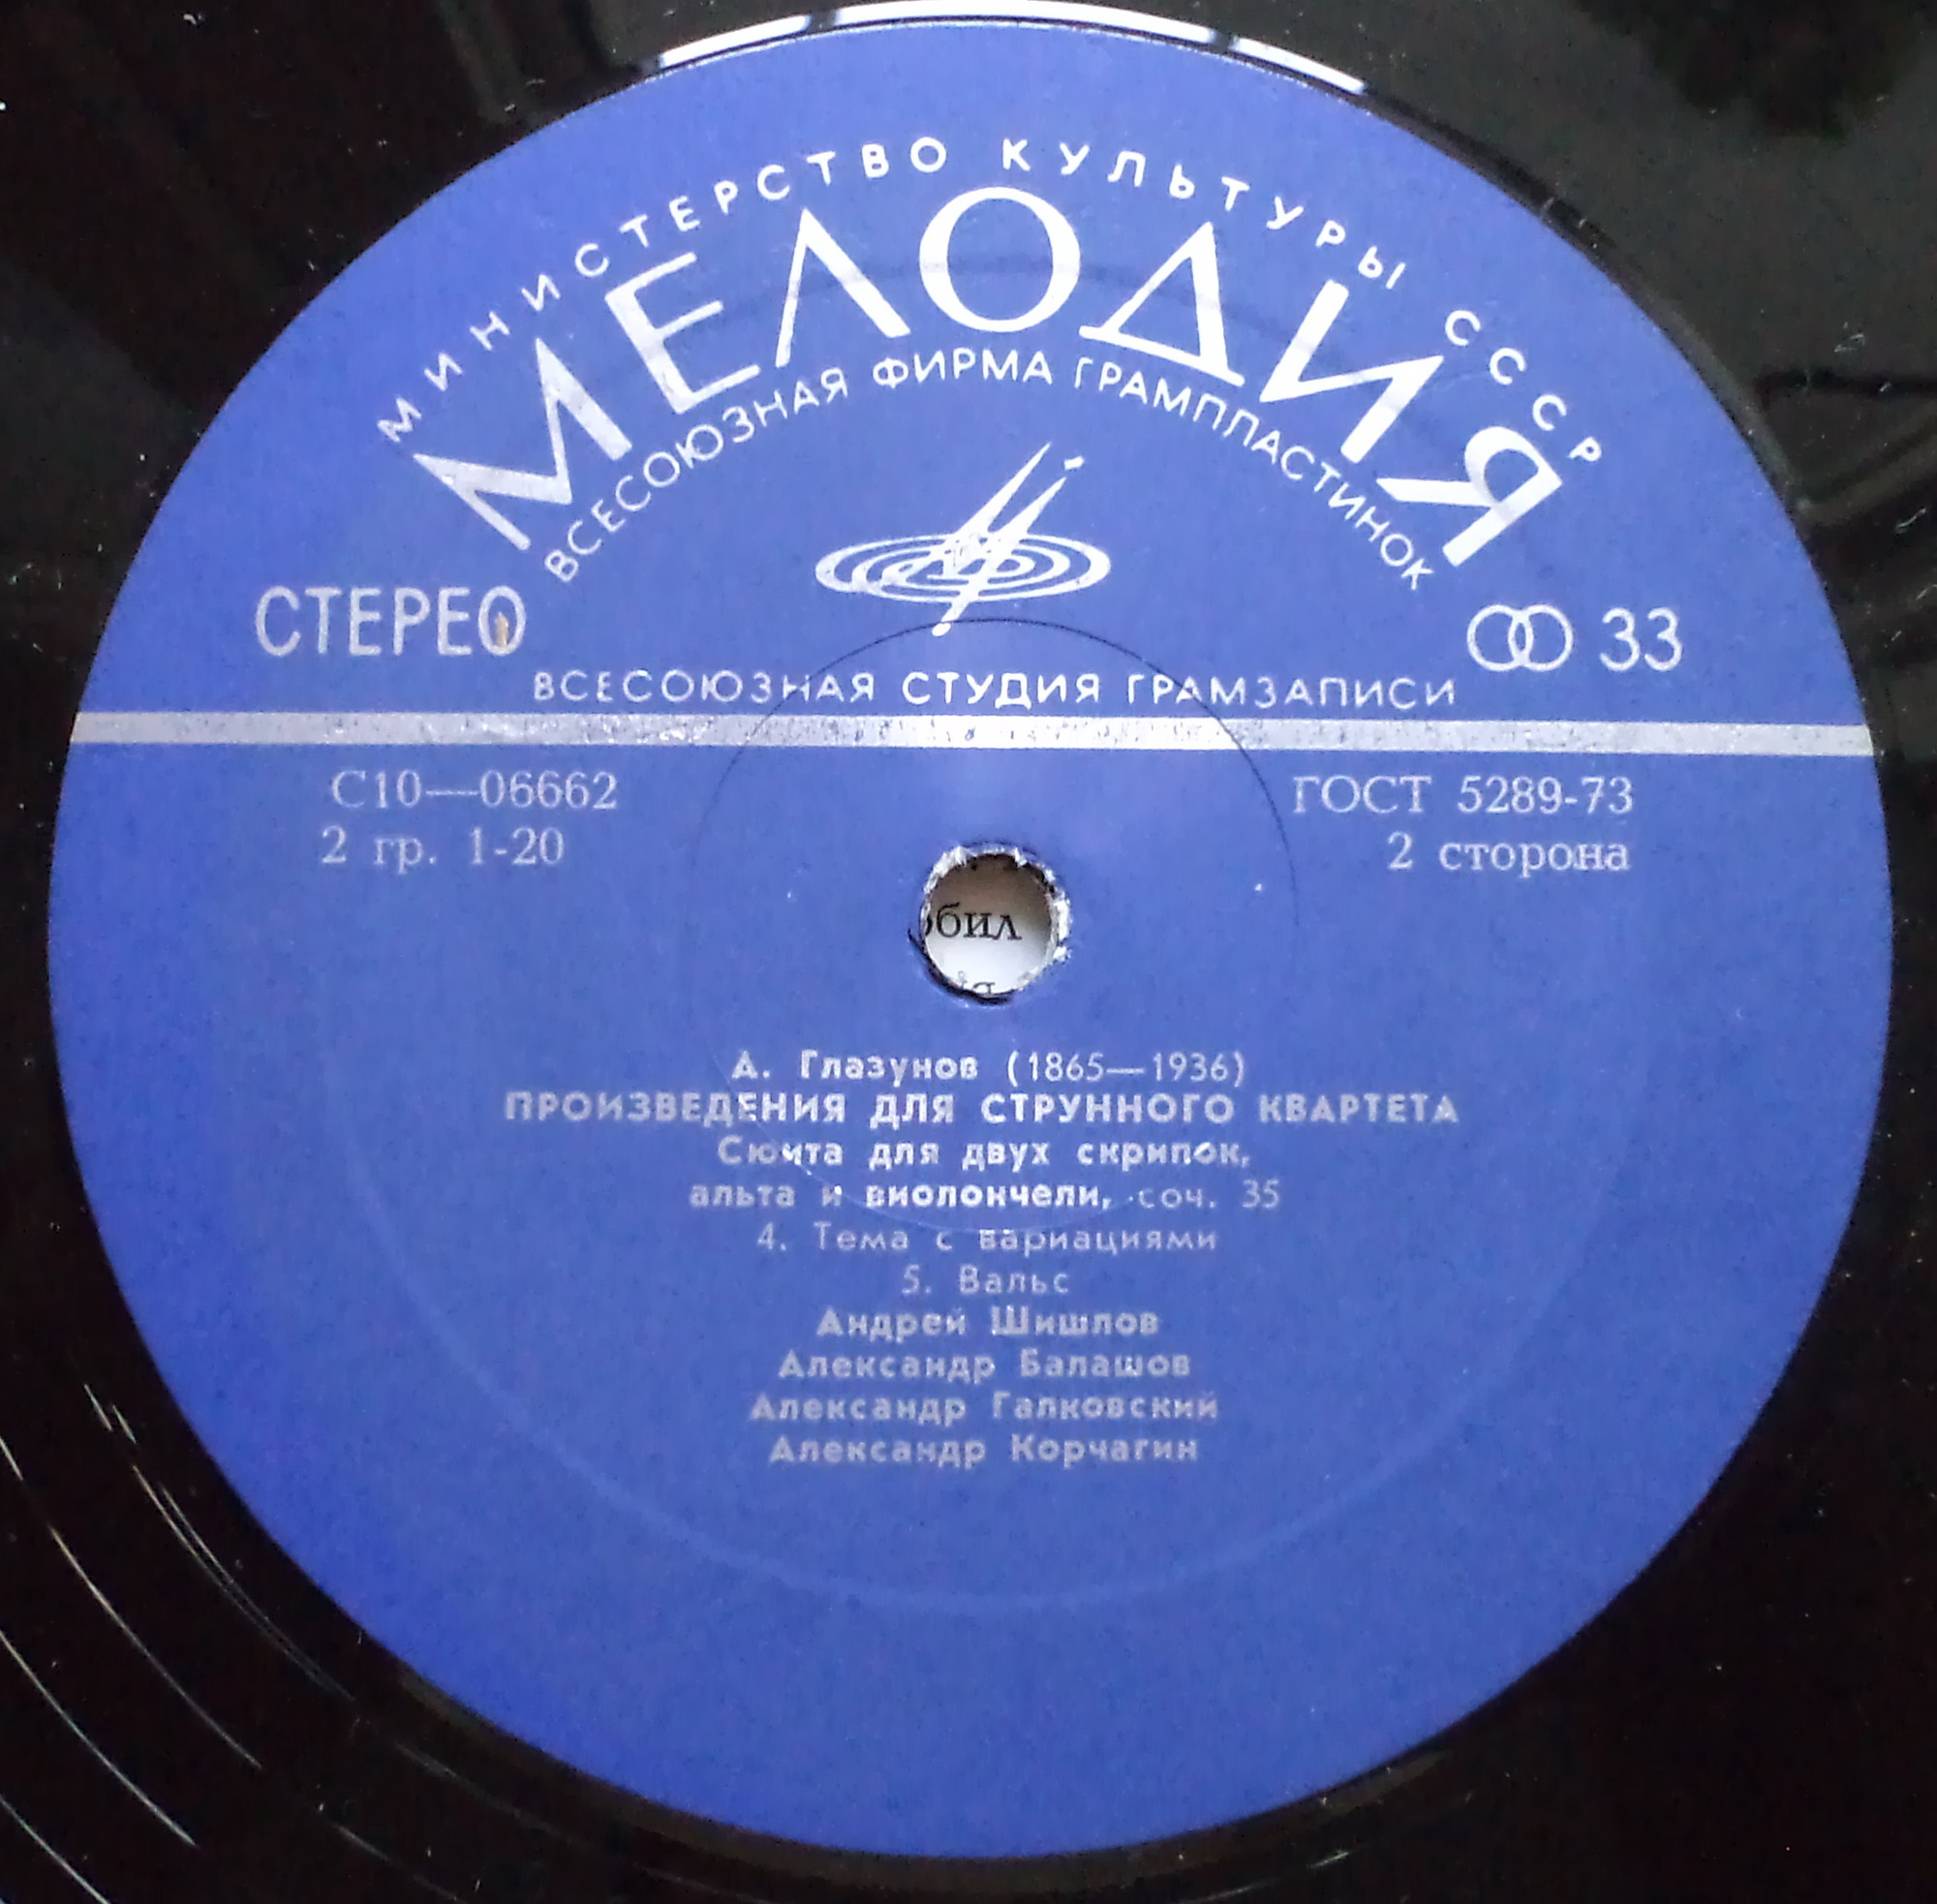 МИНИСТЕРСТВО КУЛЬТУРЫ СССР
МЕЛОДИЯ
ВСЕСОЮЗНАЯ ФИРМА ГРАМПЛАСТИНОК
СТЕРЕО
33
ВСЕСОЮЗНАЯ СТУДИЯ ГРАМЗАПИСИ
С10—06662
ГОСТ 5289-73
2 гр. 1-20
2 сторона
А. Глазунов (1865—1936)
ПРОИЗВЕДЕНИЯ ДЛЯ СТРУННОГО КВАРТЕТА
Сюита для двух скрипок,
альта и виолончели, соч. 35
4. Тема с вариациями
5. Вальс
Андрей Шишлов
Александр Балашов
Александр Галковский
Александр Корчагин